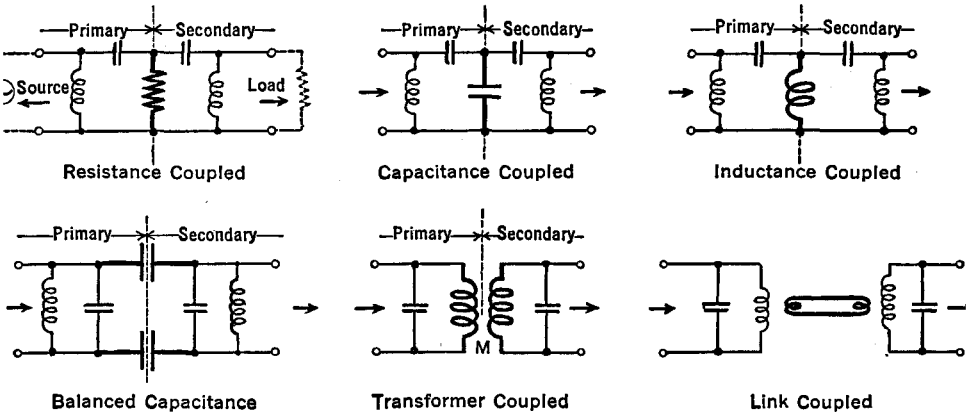 Primary Secondary
Source Load
Resistance Coupled
Primary Secondary
Capacitance Coupled
Primary Secondary
Inductance Coupled
Primary Secondary
Balanced Capacitance
Primary Secondary
M
Transformer Coupled
Link Coupled